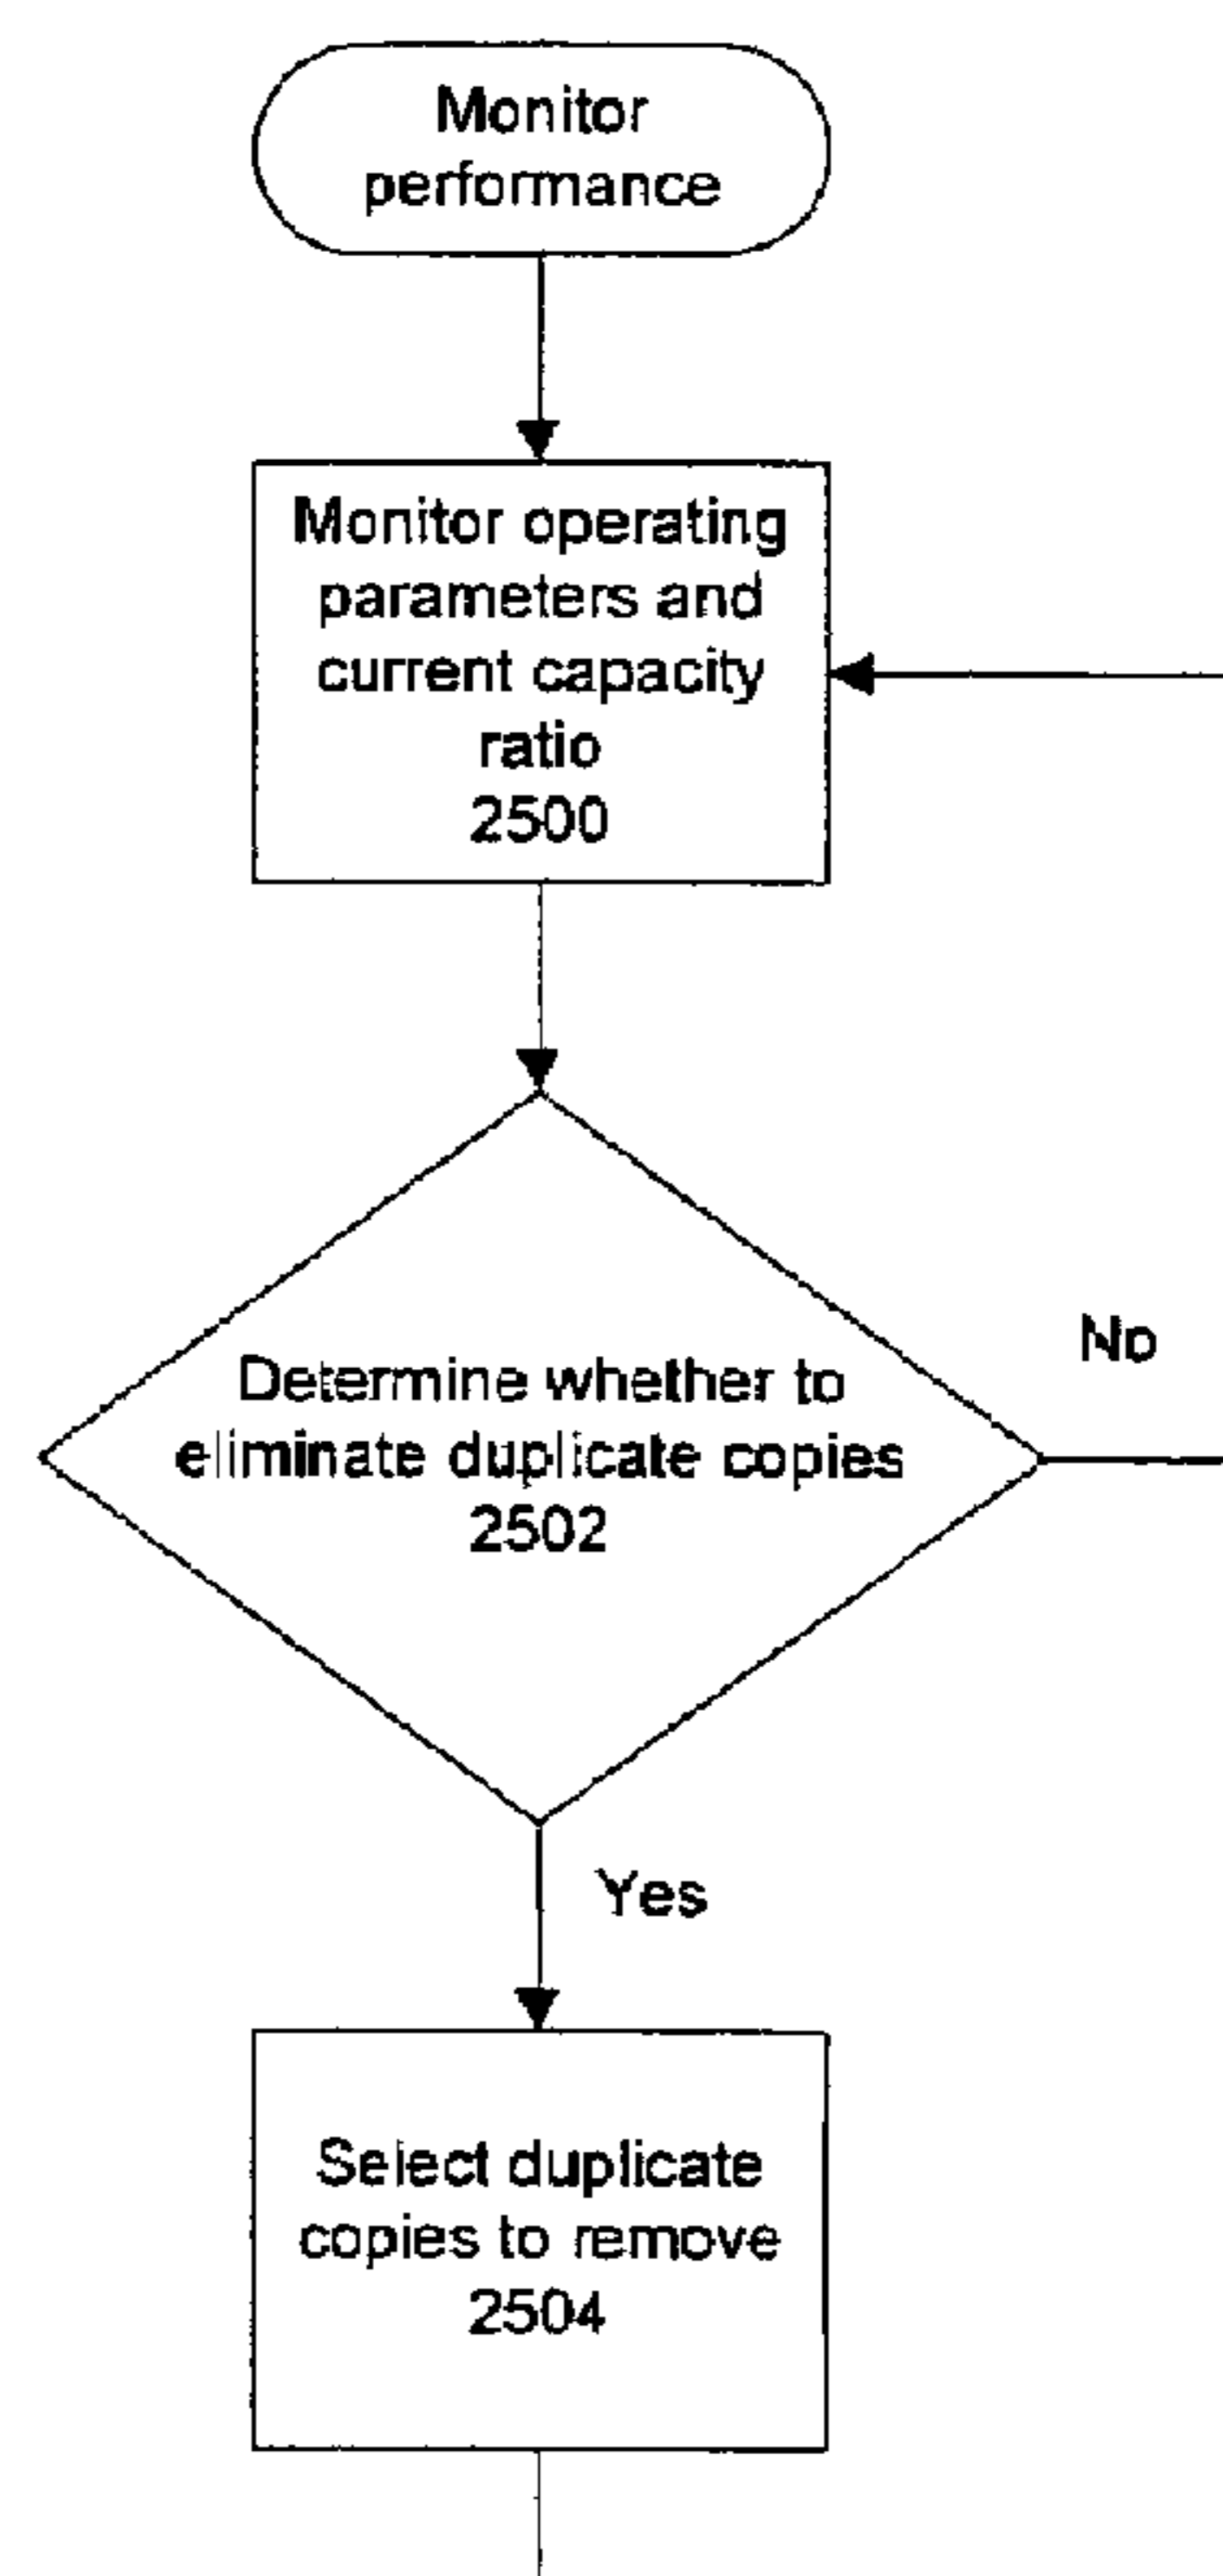 Monitor
performance
Monitor operating
parameters and
current capacity
ratio
2500
Determine whether to
eliminate duplicate copies
2502
No
Yes
Select duplicate
copies to remove
2504